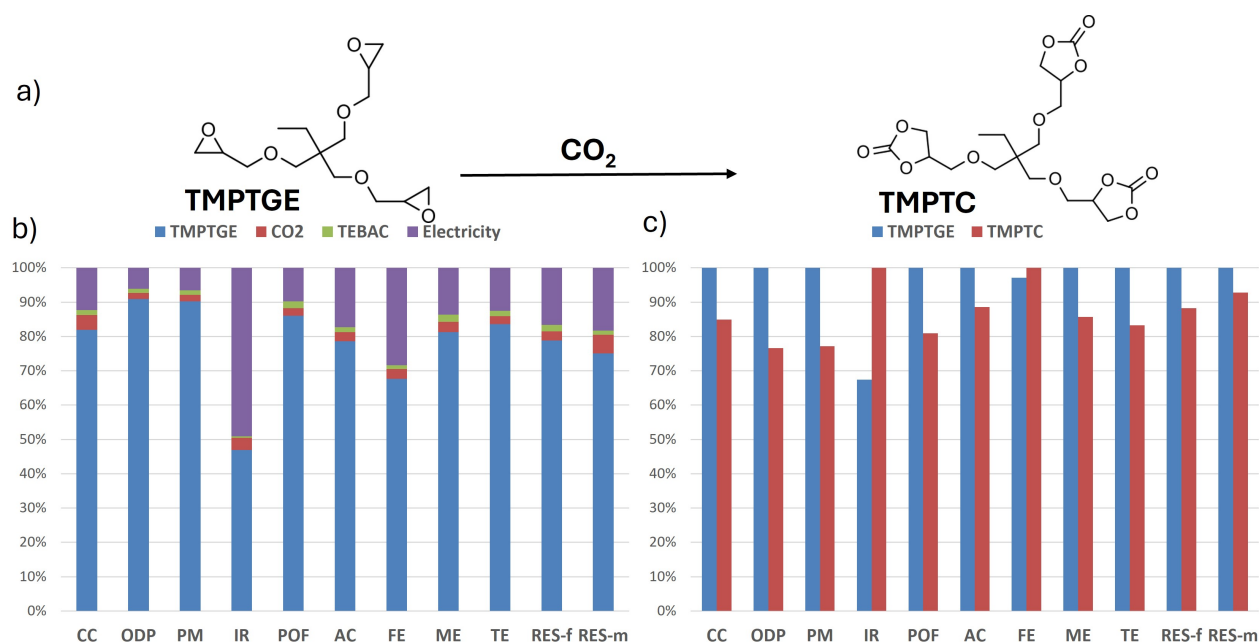 a)
O
O
O
O
O
O
TMPTGE
CO2
O
O
O
O
O
O
O
O
O
O
O
O
TMPTC
b)
TMPTGE CO2 TEBAC Electricity
100%
90%
80%
70%
60%
50%
40%
30%
20%
10%
0%
CC ODP PM IR POF AC FE ME TE RES-f RES-m
c)
TMPTGE TMPTC
100%
90%
80%
70%
60%
50%
40%
30%
20%
10%
0%
CC ODP PM IR POF AC FE ME TE RES-f RES-m